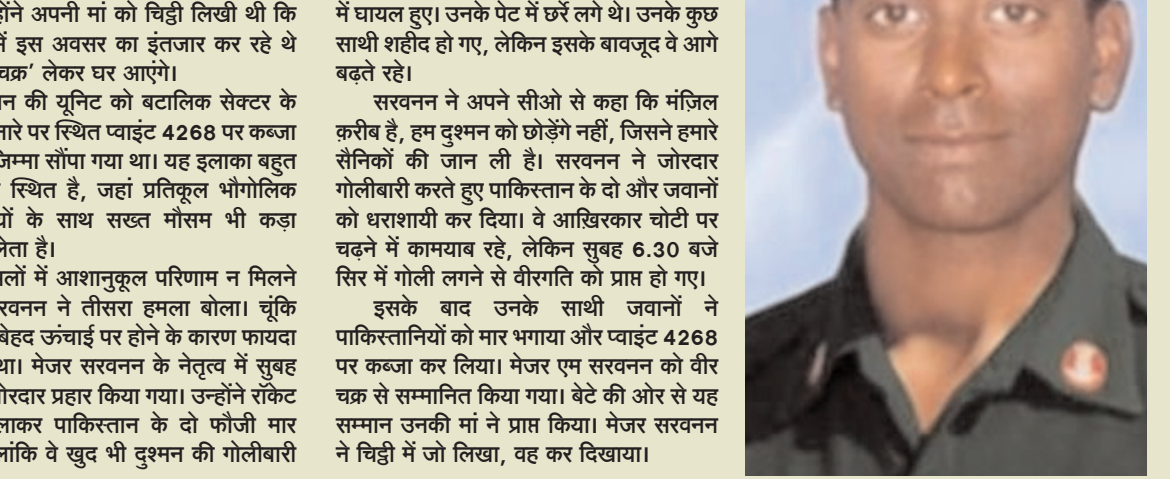 होंने अपनी मां को चिट्ठी लिखी थी कि
इस अवसर का इंतजार कर रहे थे
चक्र’ लेकर घर आएंगे।
की यूनिट को बटालिक सेक्टर के
पर स्थित प्वाइंट 4268 पर कब्जा
जिम्मा सौंपा गया था। यह इलाका बहुत
स्थित है, जहां प्रतिकूल भौगोलिक
के साथ सख्त मौसम भी कड़ा
लेता है।
में आशानुकूल परिणाम न मिलने
रवनन ने तीसरा हमला बोला। चूंकि
बेहद ऊंचाई पर होने के कारण फायदा
था। मेजर सरवनन के नेतृत्व में सुबह
ोरदार प्रहार किया गया। उन्होंने रॉकेट
लाकर पाकिस्तान के दो फौजी मार
लांकि वे खुद भी दुश्मन की गोलीबारी
में घायल हुए। उनके पेट में छर्रे लगे थे। उनके कुछ
साथी शहीद हो गए, लेकिन इसके बावजूद वे आगे
बढ़ते रहे।
सरवनन ने अपने सीओ से कहा कि मंज़िल
क़रीब है, हम दुश्मन को छोड़ेंगे नहीं, जिसने हमारे
सैनिकों की जान ली है। सरवनन ने जोरदार
गोलीबारी करते हुए पाकिस्तान के दो और जवानों
को धराशायी कर दिया। वे आख़िरकार चोटी पर
चढ़ने में कामयाब रहे, लेकिन सुबह 6.30 बजे
सिर में गोली लगने से वीरगति को प्राप्त हो गए।
इसके बाद उनके साथी जवानों ने
पाकिस्तानियों को मार भगाया और प्वाइंट 4268
पर कब्जा कर लिया। मेजर एम सरवनन को वीर
चक्र से सम्मानित किया गया। बेटे की ओर से यह
सम्मान उनकी मां ने प्राप्त किया। मेजर सरवनन
ने चिट्ठी में जो लिखा, वह कर दिखाया।